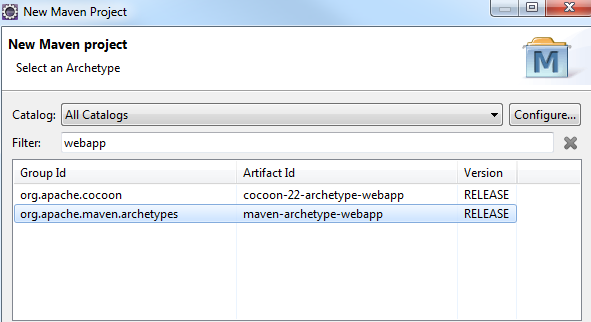 New Maven Project
New Maven project
Select an Archetype
M
Catalog: All Catalogs Configure...
Filter: webapp
Group Id Artifact Id Version
org.apache.cocoon cocoon-22-archetype-webapp RELEASE
org.apache.maven.archetypes maven-archetype-webapp RELEASE